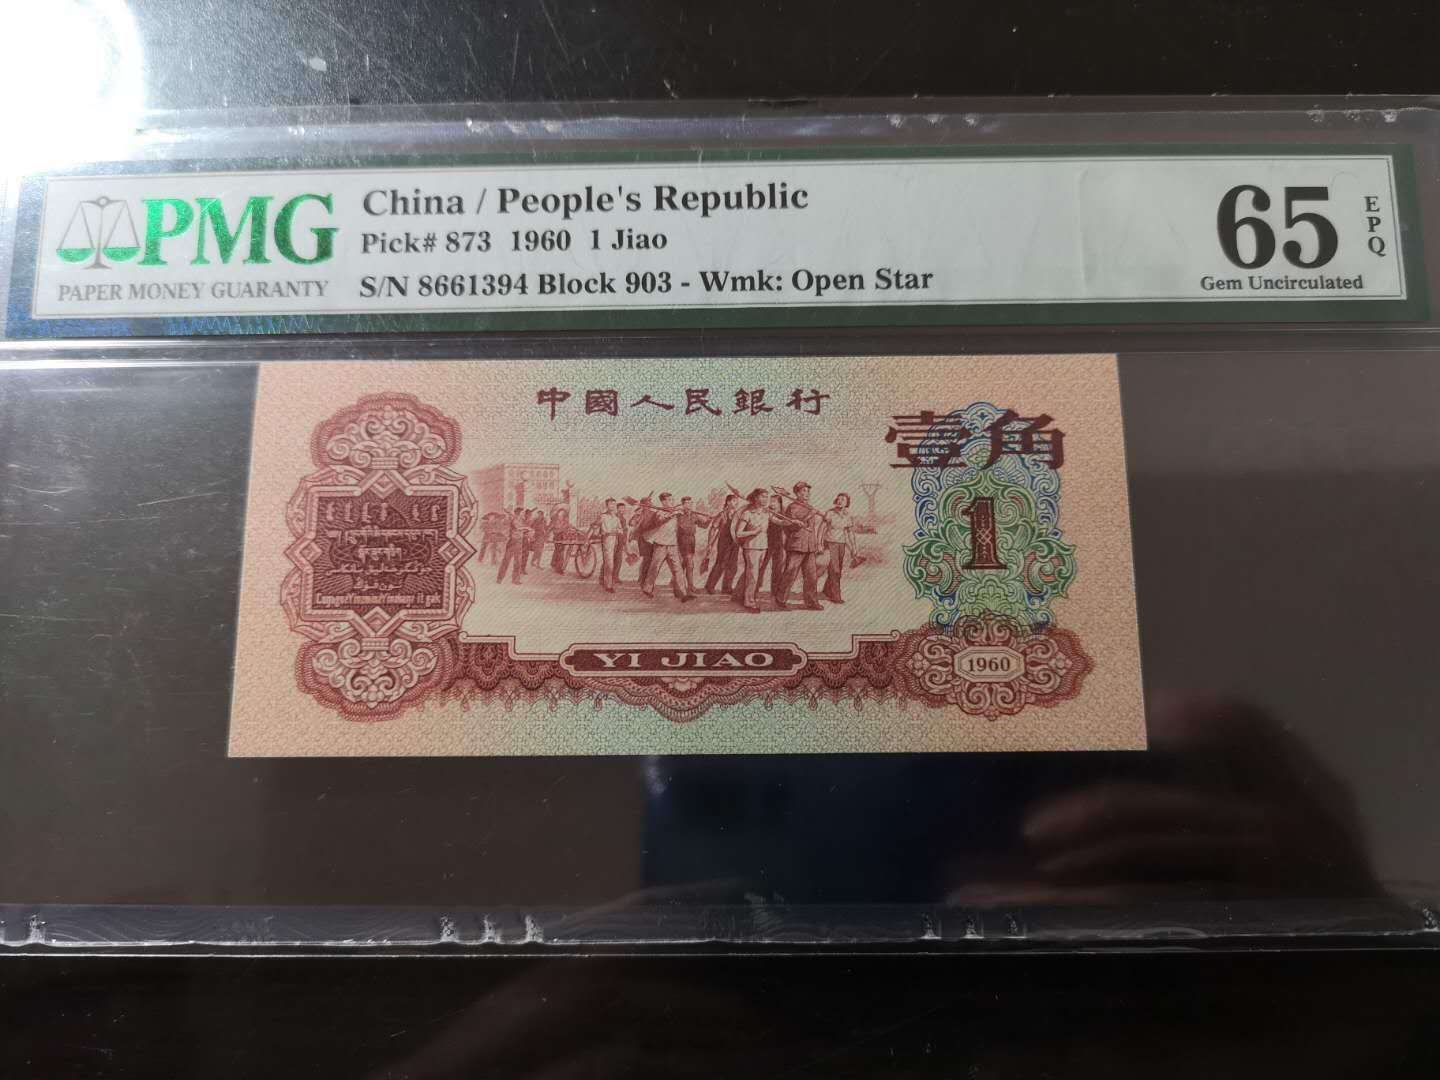 PMG
PAPER MONEY GUARANTY
China / People's Republic
Pick# 873 1960 1 Jiao
S/N 8661394 Block 903 - Wmk: Open Star
65
EPQ
Gem Uncirculated
中國人民銀行
壹角
1
YI JIAO
1960